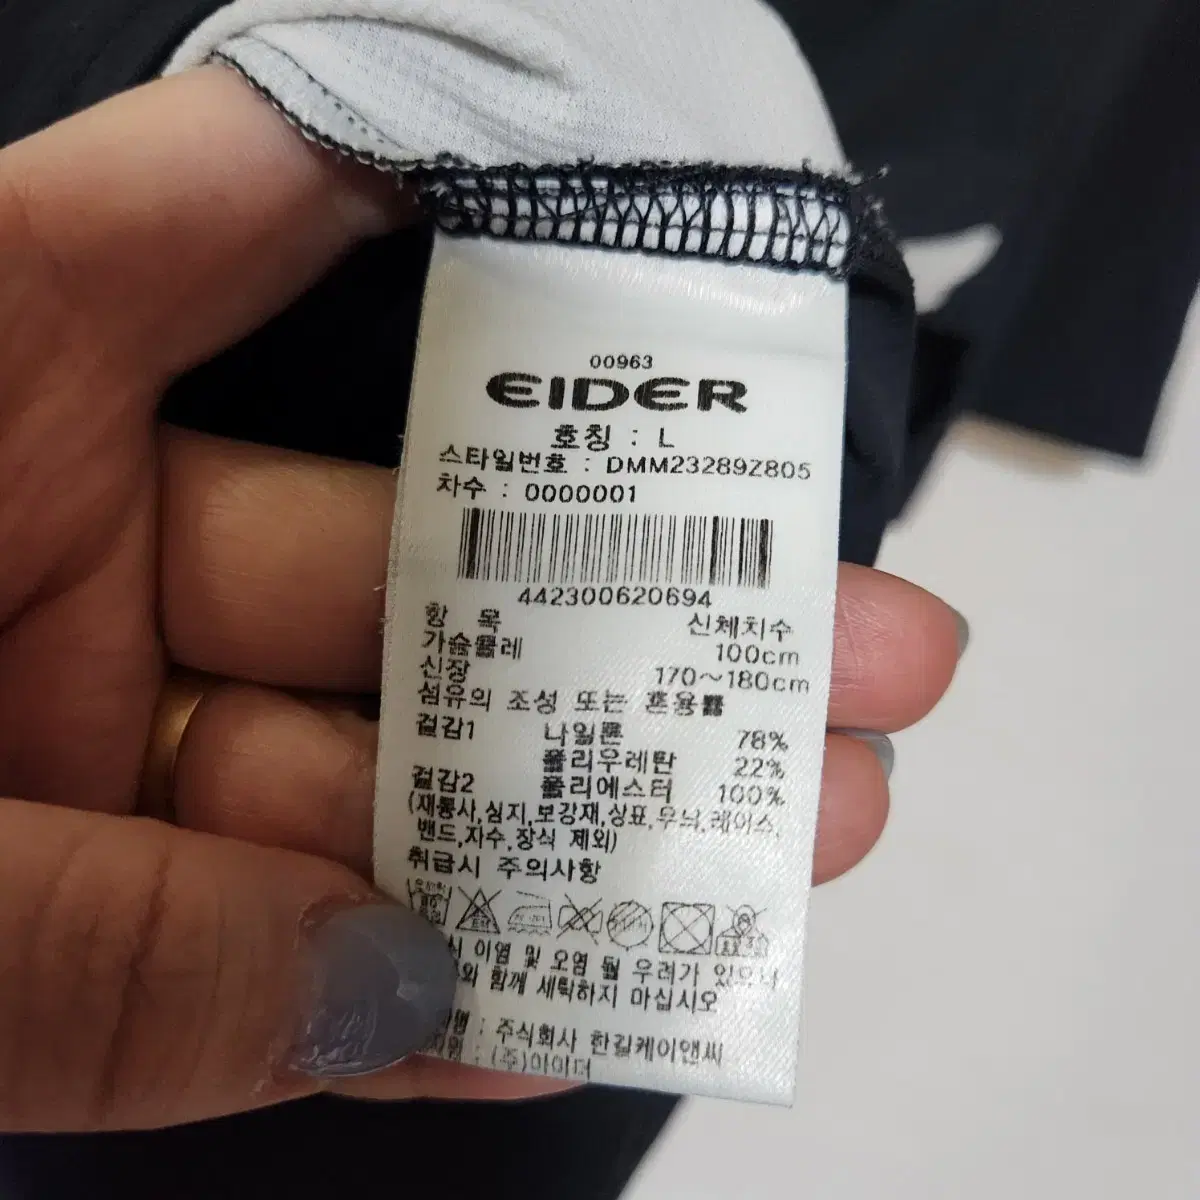 00963
EIDER
호칭 : L
스타일번호 : DMM23289Z805
차수 : 0000001
442300620694
항 목 신체치수
가슴둘레 100cm
신장 170~180cm
섬유의 조성 또는 혼용률
겉감1 나일론 78%
폴리우레탄 22%
겉감2 폴리에스터 100%
(재봉사,심지,보강재,상표,무늬,레이스,
밴드,자수,장식 제외)
취급시 주의사항
이염 및 오염 될 우려가 있으니
함께 세탁하지 마십시오
: 주식회사 한길케이앤씨
: (주)아이더